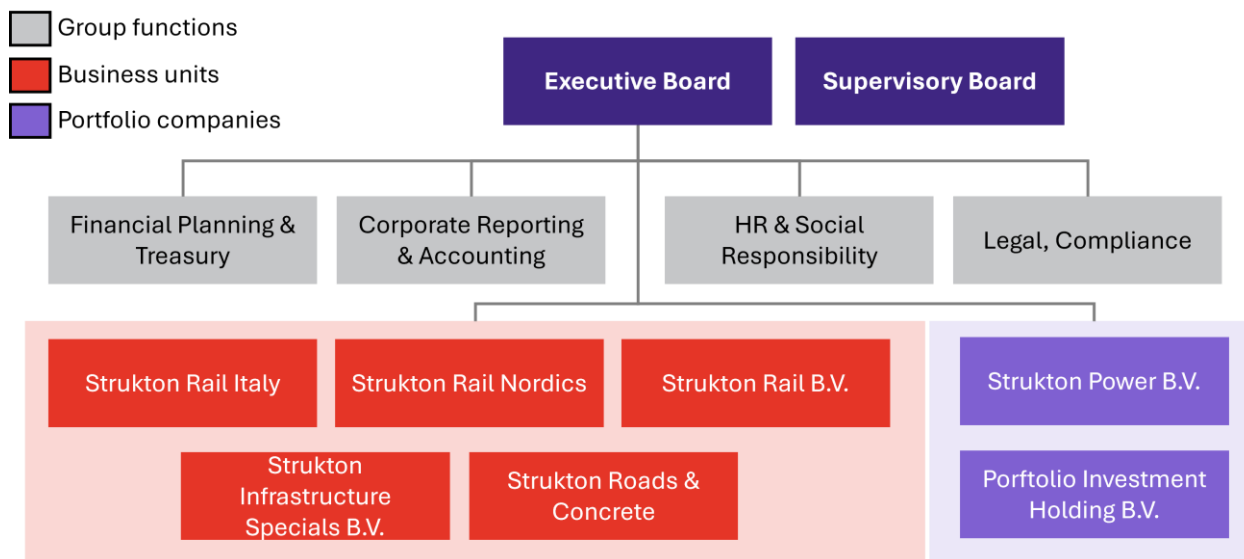 Group functions
Business units
Portfolio companies
Executive Board
Supervisory Board
Financial Planning &
Treasury
Corporate Reporting
& Accounting
HR & Social
Responsibility
Legal, Compliance
Strukton Rail Italy
Strukton Rail Nordics
Strukton Rail B.V.
Strukton Power B.V.
Strukton
Infrastructure
Specials B.V.
Strukton Roads &
Concrete
Porftolio Investment
Holding B.V.